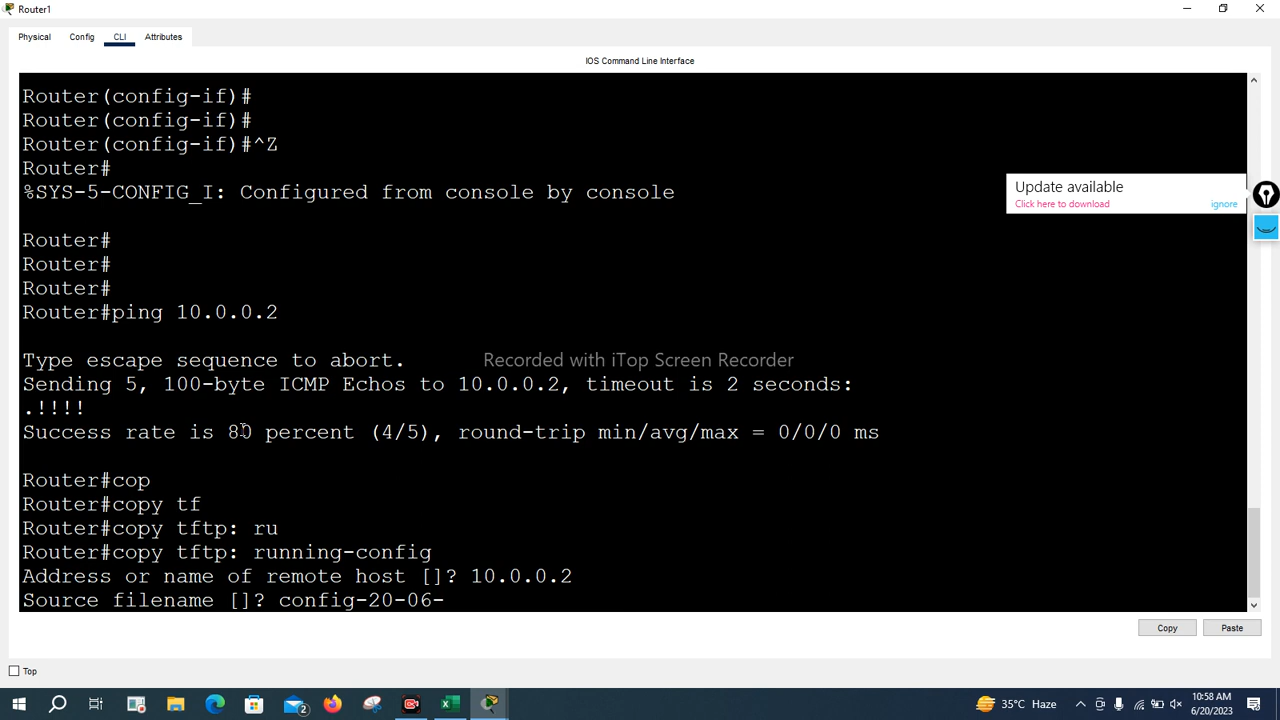 Router1
Physical Config CLI Attributes
IOS Command Line Interface
Router(config-if)#
Router(config-if)#
Router(config-if)#^Z
Router#
%SYS-5-CONFIG_I: Configured from console by console
Router#
Router#
Router#
Router#ping 10.0.0.2
Type escape sequence to abort.
Sending 5, 100-byte ICMP Echos to 10.0.0.2, timeout is 2 seconds:
.!!!!
Success rate is 80 percent (4/5), round-trip min/avg/max = 0/0/0 ms
Router#cop
Router#copy tf
Router#copy tftp: ru
Router#copy tftp: running-config
Address or name of remote host []? 10.0.0.2
Source filename []? config-20-06-
Update available
Click here to download ignore
Recorded with iTop Screen Recorder
Copy Paste
Top
2
35°C Haze
10:58 AM
6/20/2023